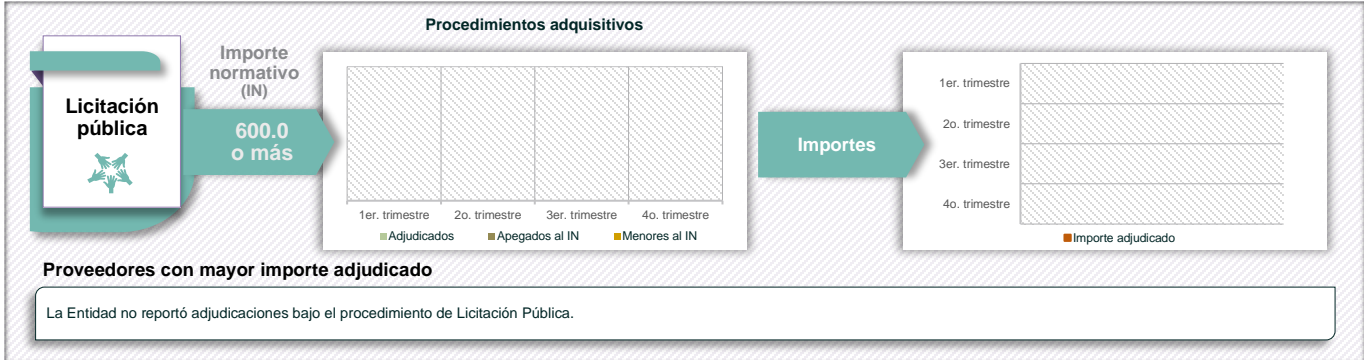 Procedimientos adquisitivos
Licitación
pública
Importe
normativo
(IN)
600.0
o más
1er. trimestre 2o. trimestre 3er. trimestre 4o. trimestre
Adjudicados Apegados al IN Menores al IN
Importes
1er. trimestre
2o. trimestre
3er. trimestre
4o. trimestre
Importe adjudicado
Proveedores con mayor importe adjudicado
La Entidad no reportó adjudicaciones bajo el procedimiento de Licitación Pública.